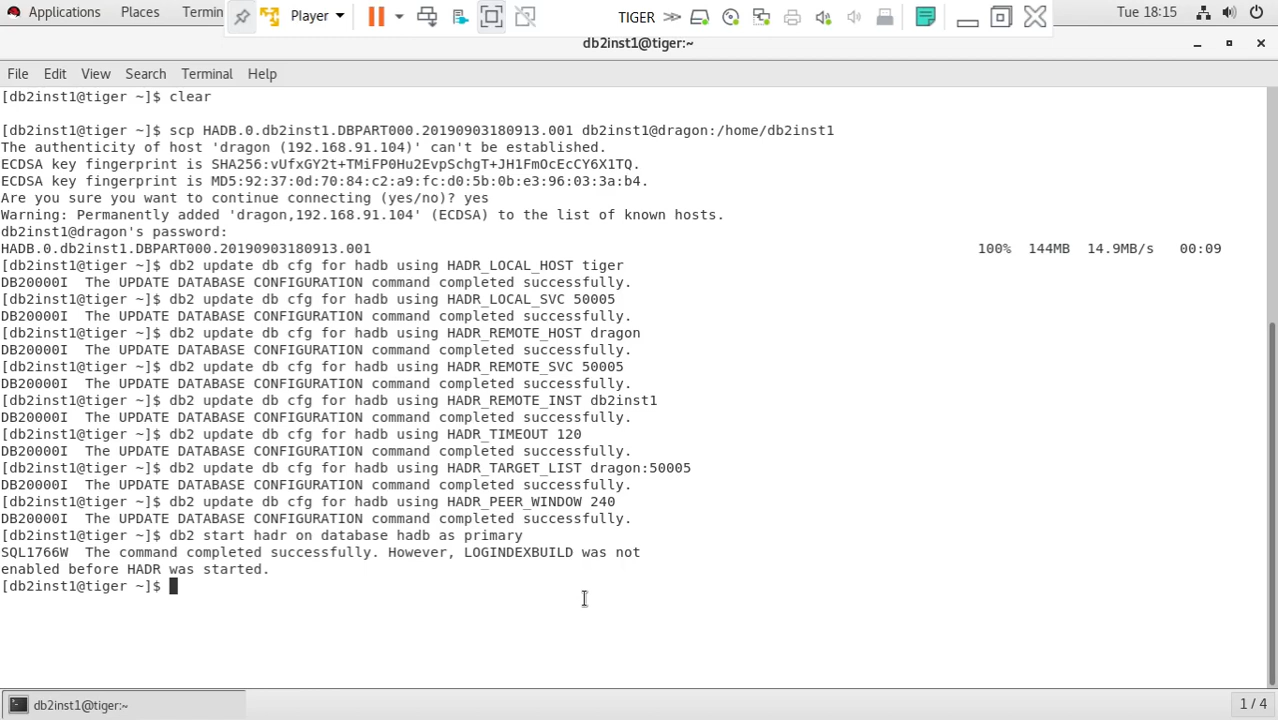 Applications Places Termin
Player
TIGER
Tue 18:15
db2inst1@tiger:~
File Edit View Search Terminal Help
[db2inst1@tiger ~]$ clear
[db2inst1@tiger ~]$ scp HADB.0.db2inst1.DBPART000.20190903180913.001 db2inst1@dragon:/home/db2inst1
The authenticity of host 'dragon (192.168.91.104)' can't be established.
ECDSA key fingerprint is SHA256:vUfxGY2t+TMiFP0Hu2EvpSchgT+JH1FmOcEcCY6X1TQ.
ECDSA key fingerprint is MD5:92:37:0d:70:84:c2:a9:fc:d0:5b:0b:e3:96:03:3a:b4.
Are you sure you want to continue connecting (yes/no)? yes
Warning: Permanently added 'dragon,192.168.91.104' (ECDSA) to the list of known hosts.
db2inst1@dragon's password:
HADB.0.db2inst1.DBPART000.20190903180913.001 100% 144MB 14.9MB/s 00:09
[db2inst1@tiger ~]$ db2 update db cfg for hadb using HADR_LOCAL_HOST tiger
DB20000I The UPDATE DATABASE CONFIGURATION command completed successfully.
[db2inst1@tiger ~]$ db2 update db cfg for hadb using HADR_LOCAL_SVC 50005
DB20000I The UPDATE DATABASE CONFIGURATION command completed successfully.
[db2inst1@tiger ~]$ db2 update db cfg for hadb using HADR_REMOTE_HOST dragon
DB20000I The UPDATE DATABASE CONFIGURATION command completed successfully.
[db2inst1@tiger ~]$ db2 update db cfg for hadb using HADR_REMOTE_SVC 50005
DB20000I The UPDATE DATABASE CONFIGURATION command completed successfully.
[db2inst1@tiger ~]$ db2 update db cfg for hadb using HADR_REMOTE_INST db2inst1
DB20000I The UPDATE DATABASE CONFIGURATION command completed successfully.
[db2inst1@tiger ~]$ db2 update db cfg for hadb using HADR_TIMEOUT 120
DB20000I The UPDATE DATABASE CONFIGURATION command completed successfully.
[db2inst1@tiger ~]$ db2 update db cfg for hadb using HADR_TARGET_LIST dragon:50005
DB20000I The UPDATE DATABASE CONFIGURATION command completed successfully.
[db2inst1@tiger ~]$ db2 update db cfg for hadb using HADR_PEER_WINDOW 240
DB20000I The UPDATE DATABASE CONFIGURATION command completed successfully.
[db2inst1@tiger ~]$ db2 start hadr on database hadb as primary
SQL1766W The command completed successfully. However, LOGINDEXBUILD was not
enabled before HADR was started.
[db2inst1@tiger ~]$
db2inst1@tiger:~
1 / 4